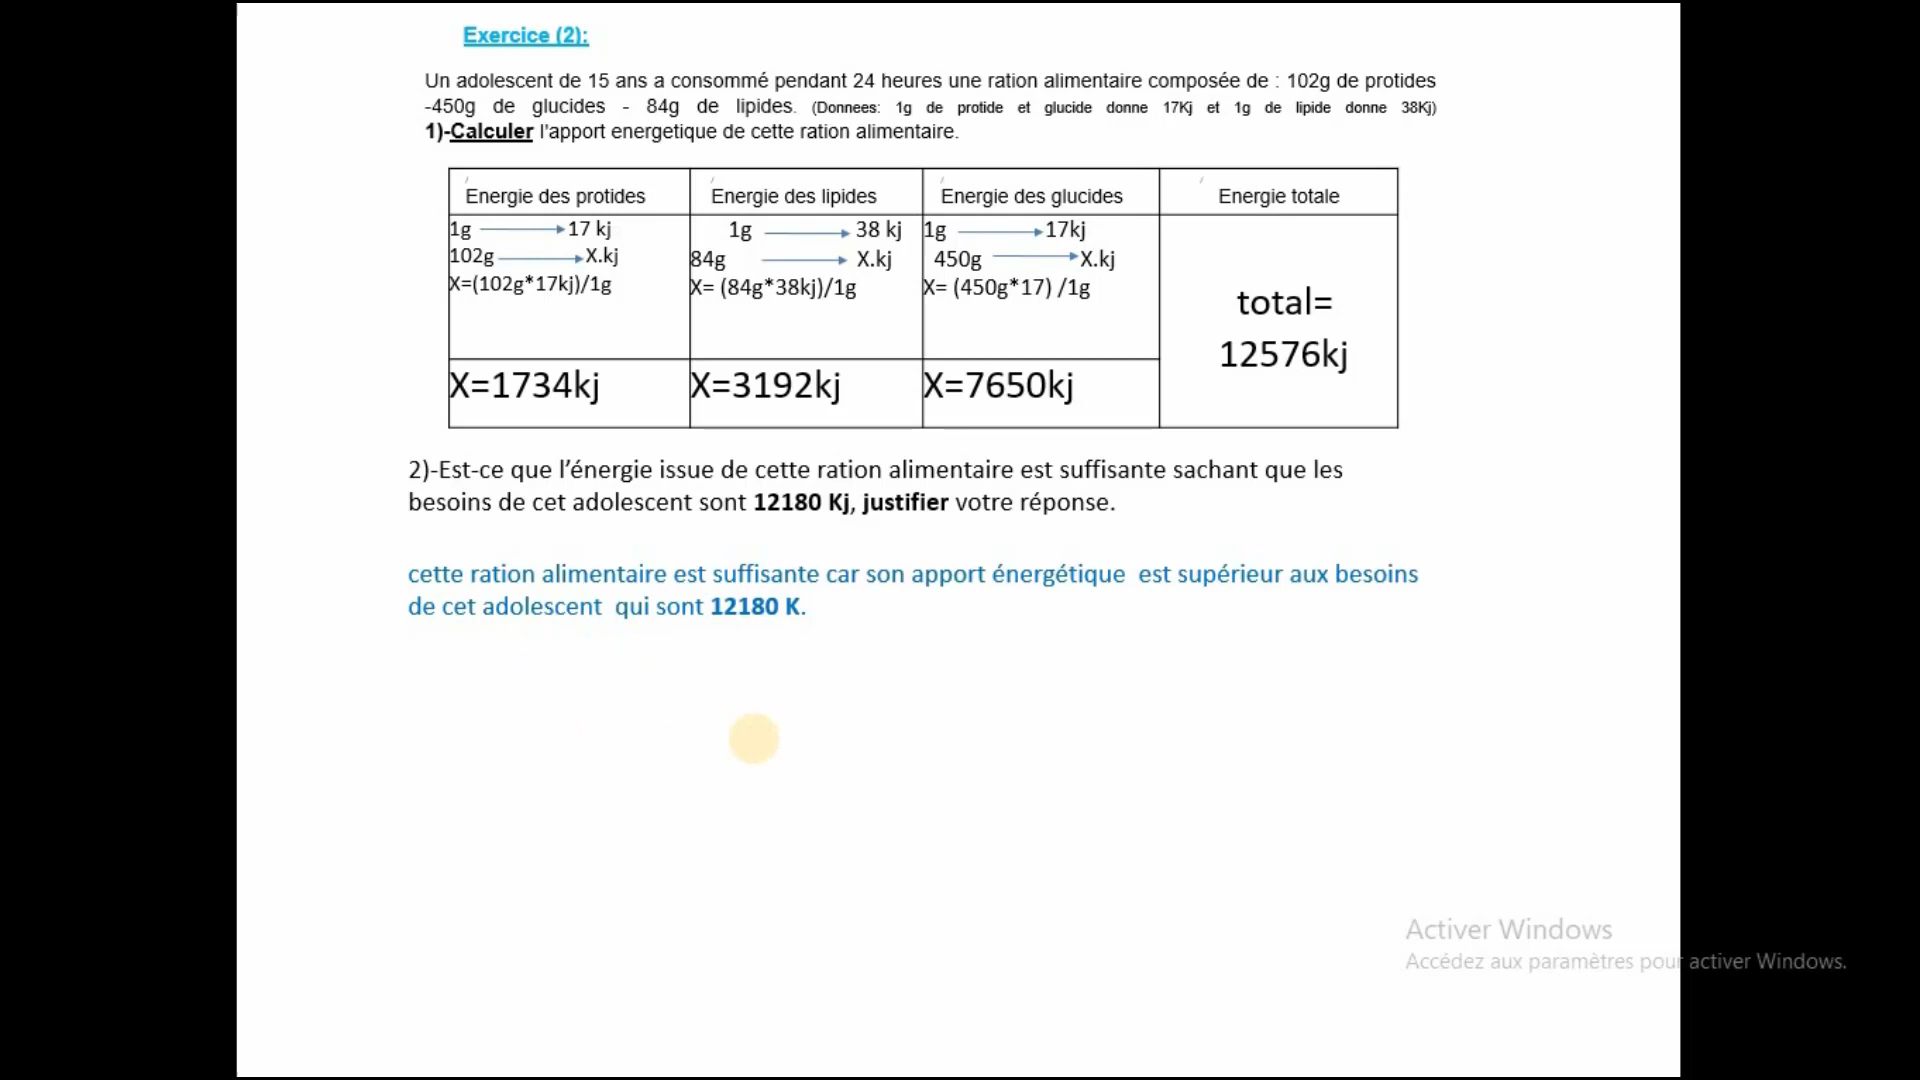 Exercice (2):
Un adolescent de 15 ans a consommé pendant 24 heures une ration alimentaire composée de : 102g de protides
-450g de glucides - 84g de lipides. (Donnees: 1g de protide et glucide donne 17Kj et 1g de lipide donne 38Kj)
1)-Calculer l'apport energetique de cette ration alimentaire.
Energie des protides Energie des lipides Energie des glucides Energie totale
1g 17 kj
102g X.kj
X=(102g*17kj)/1g
1g 38 kj
84g X.kj
X= (84g*38kj)/1g
1g 17kj
450g X.kj
X= (450g*17) /1g
total=
12576kj
X=1734kj X=3192kj X=7650kj
2)-Est-ce que l’énergie issue de cette ration alimentaire est suffisante sachant que les
besoins de cet adolescent sont 12180 Kj, justifier votre réponse.
cette ration alimentaire est suffisante car son apport énergétique est supérieur aux besoins
de cet adolescent qui sont 12180 K.
Activer Windows
Accédez aux paramètres pour activer Windows.